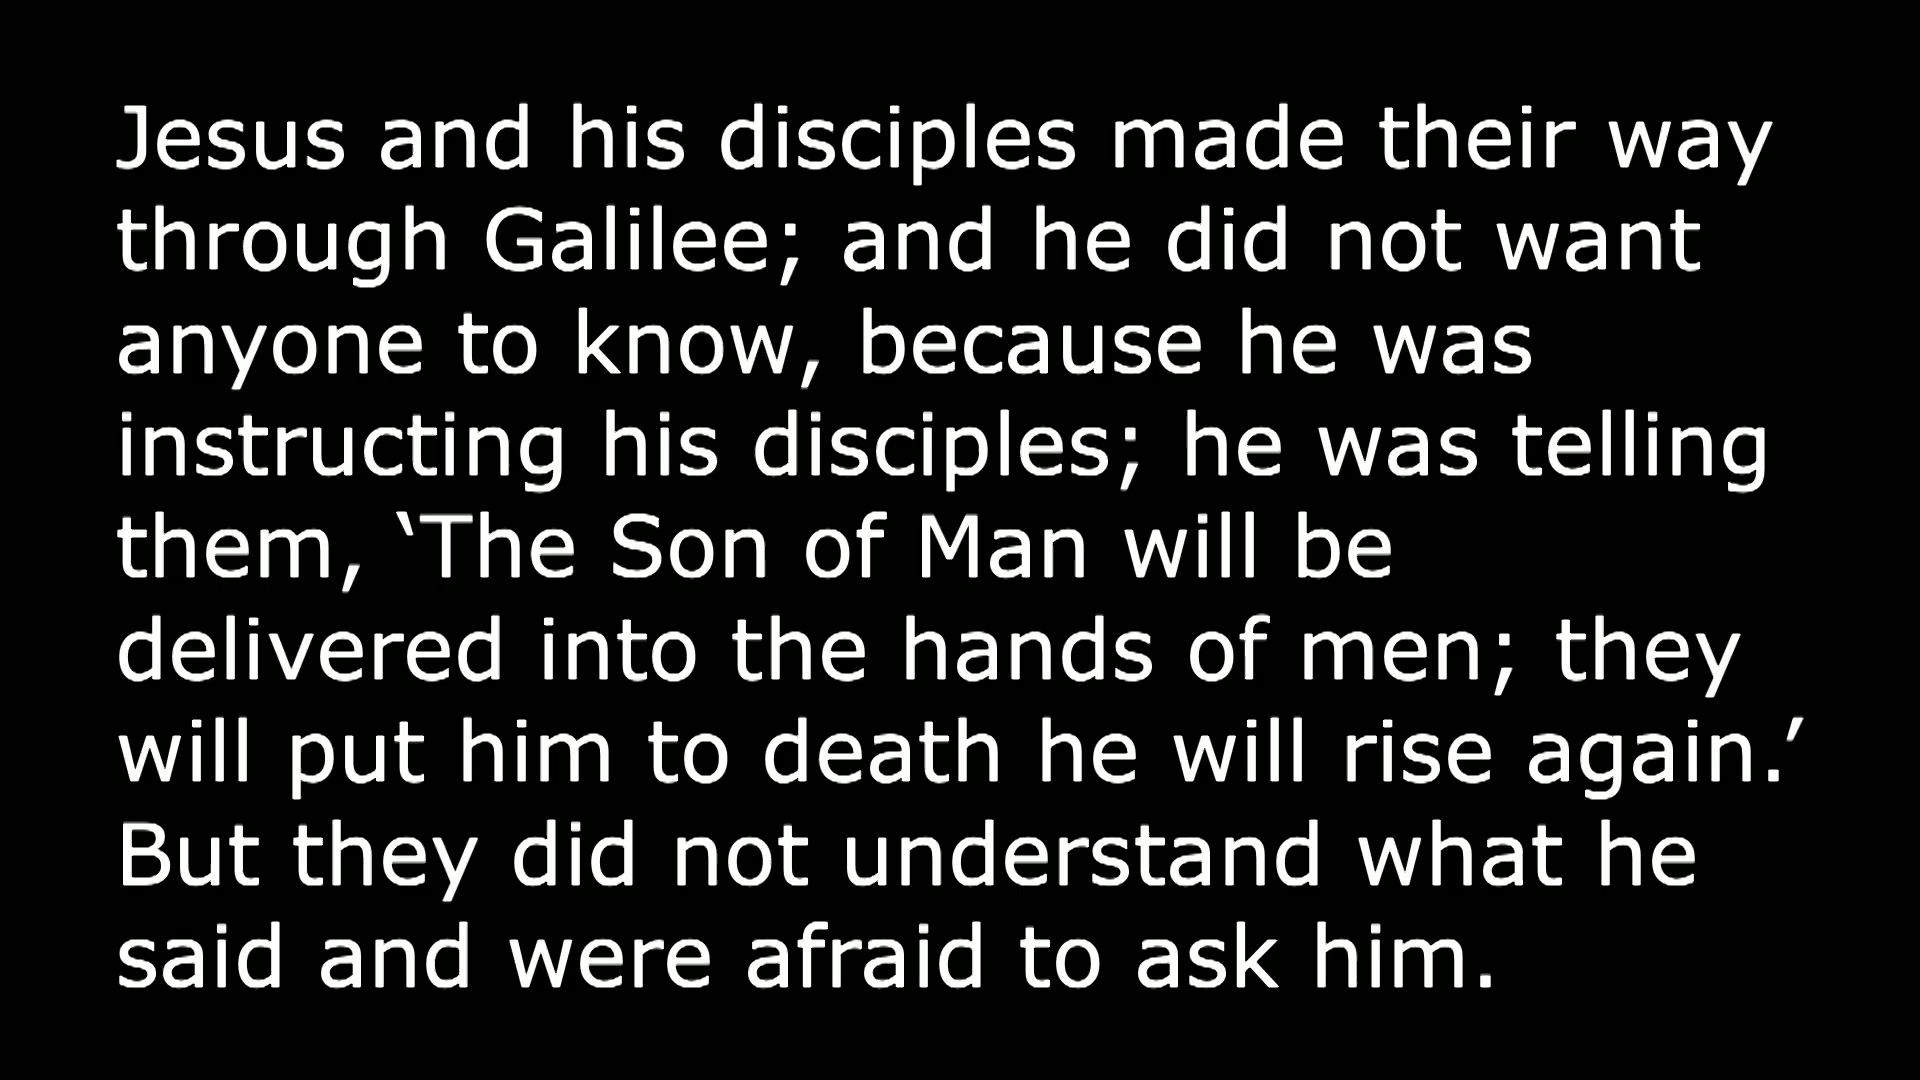 Jesus and his disciples made their way
through Galilee; and he did not want
anyone to know, because he was
instructing his disciples; he was telling
them, ‘The Son of Man will be
delivered into the hands of men; they
will put him to death he will rise again.’
But they did not understand what he
said and were afraid to ask him.